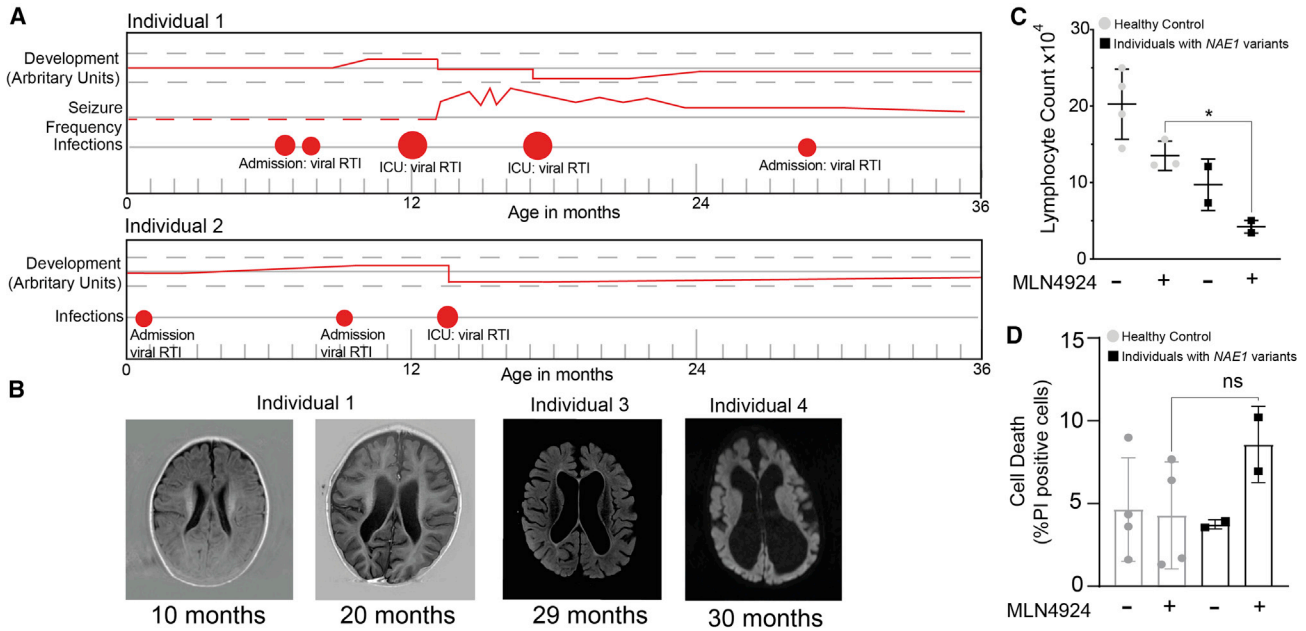 A
Individual 1
Development
(Arbritary Units)
Seizure
Frequency
Infections
Admission: viral RTI
ICU: viral RTI
ICU: viral RTI
Admission: viral RTI
0
12
24
36
Age in months
Individual 2
Development
(Arbritary Units)
Infections
Admission
viral RTI
Admission
viral RTI
ICU: viral RTI
0
12
24
36
Age in months
B
Individual 1
Individual 3
Individual 4
10 months
20 months
29 months
30 months
C
Healthy Control
Individuals with NAE1 variants
Lymphocyte Count x10⁴
30
20
10
0
*
MLN4924
- + - +
D
Healthy Control
Individuals with NAE1 variants
ns
Cell Death
(%PI positive cells)
15
10
5
0
MLN4924
- + - +